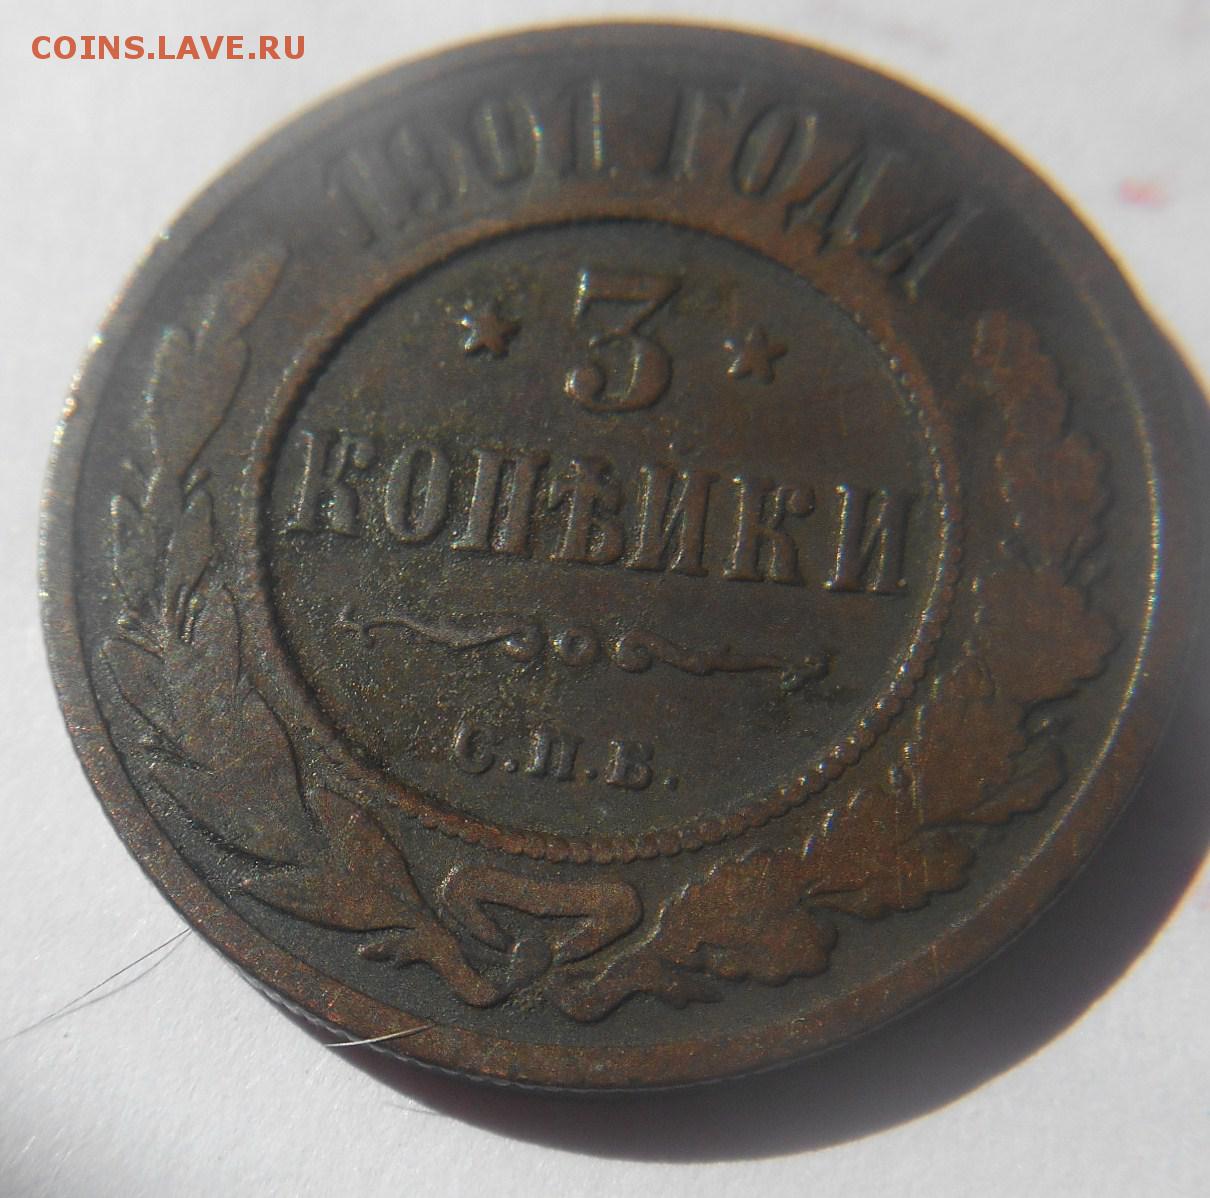 COINS.LAVE.RU
1901 ГОДА
* 3 *
КОПѢЙКИ
С.П.Б.